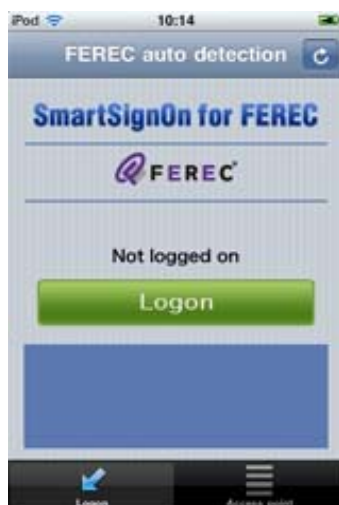 iPod 10:14
FEREC auto detection
SmartSignOn for FEREC
FEREC
Not logged on
Logon
Logon Access point